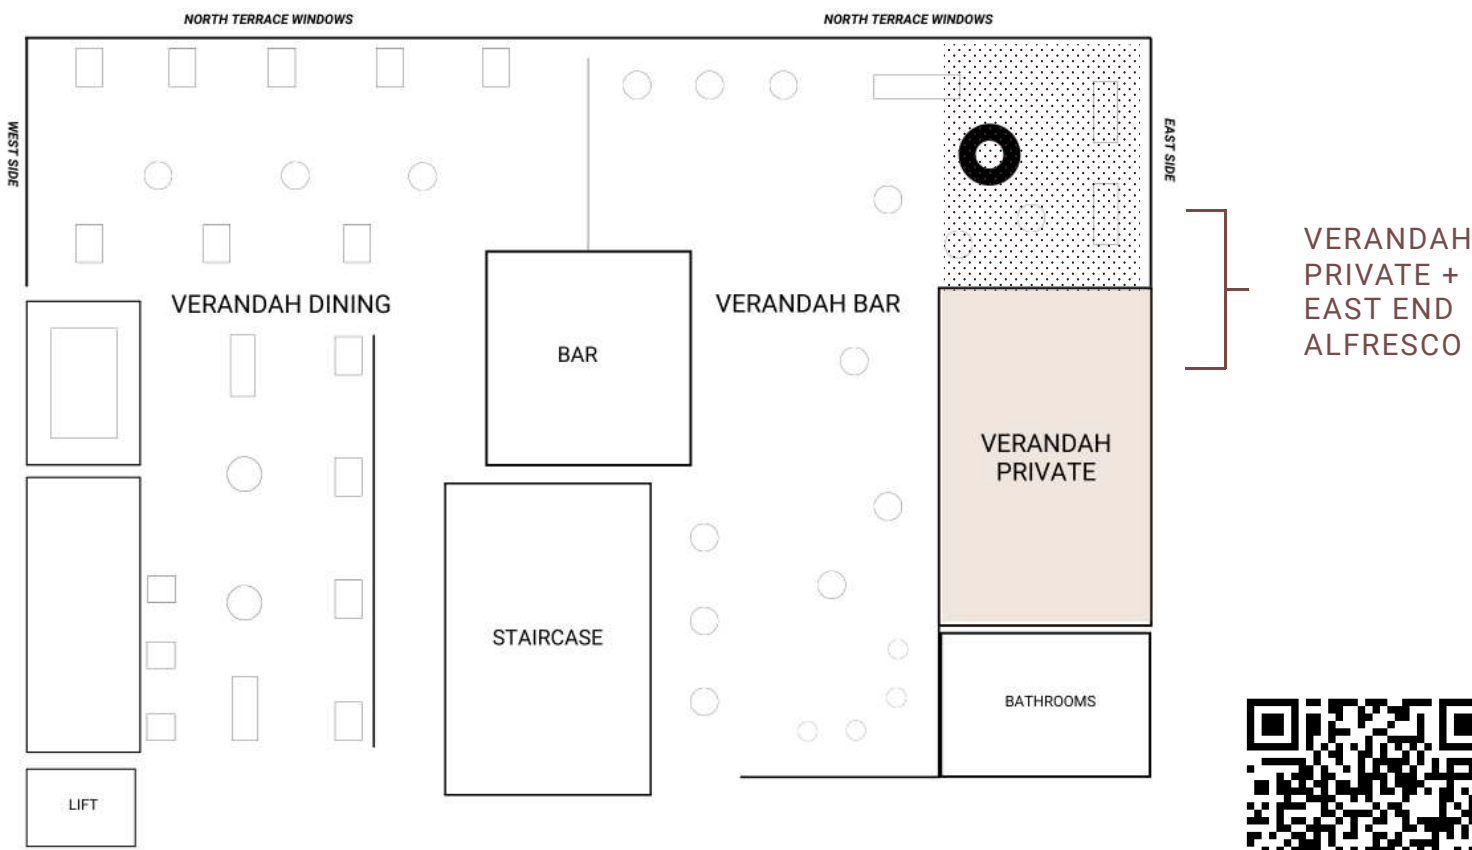 NORTH TERRACE WINDOWS
NORTH TERRACE WINDOWS
WEST SIDE
EAST SIDE
VERANDAH
PRIVATE +
EAST END
ALFRESCO
VERANDAH DINING
VERANDAH BAR
BAR
VERANDAH
PRIVATE
STAIRCASE
BATHROOMS
LIFT